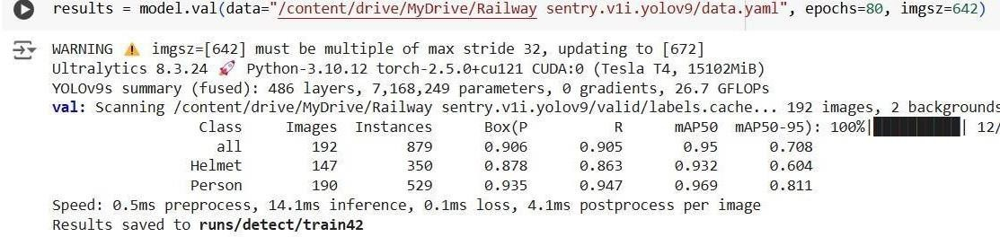 results = model.val(data="/content/drive/MyDrive/Railway sentry.v1i.yolov9/data.yaml", epochs=80, imgsz=642)
WARNING ⚠️ imgsz=[642] must be multiple of max stride 32, updating to [672]
Ultralytics 8.3.24 🚀 Python-3.10.12 torch-2.5.0+cu121 CUDA:0 (Tesla T4, 15102MiB)
YOLOv9s summary (fused): 486 layers, 7,168,249 parameters, 0 gradients, 26.7 GFLOPs
val: Scanning /content/drive/MyDrive/Railway sentry.v1i.yolov9/valid/labels.cache... 192 images, 2 backgrounds
Class Images Instances Box(P R mAP50 mAP50-95): 100%|██████████| 12/
all 192 879 0.906 0.905 0.95 0.708
Helmet 147 350 0.878 0.863 0.932 0.604
Person 190 529 0.935 0.947 0.969 0.811
Speed: 0.5ms preprocess, 14.1ms inference, 0.1ms loss, 4.1ms postprocess per image
Results saved to runs/detect/train42